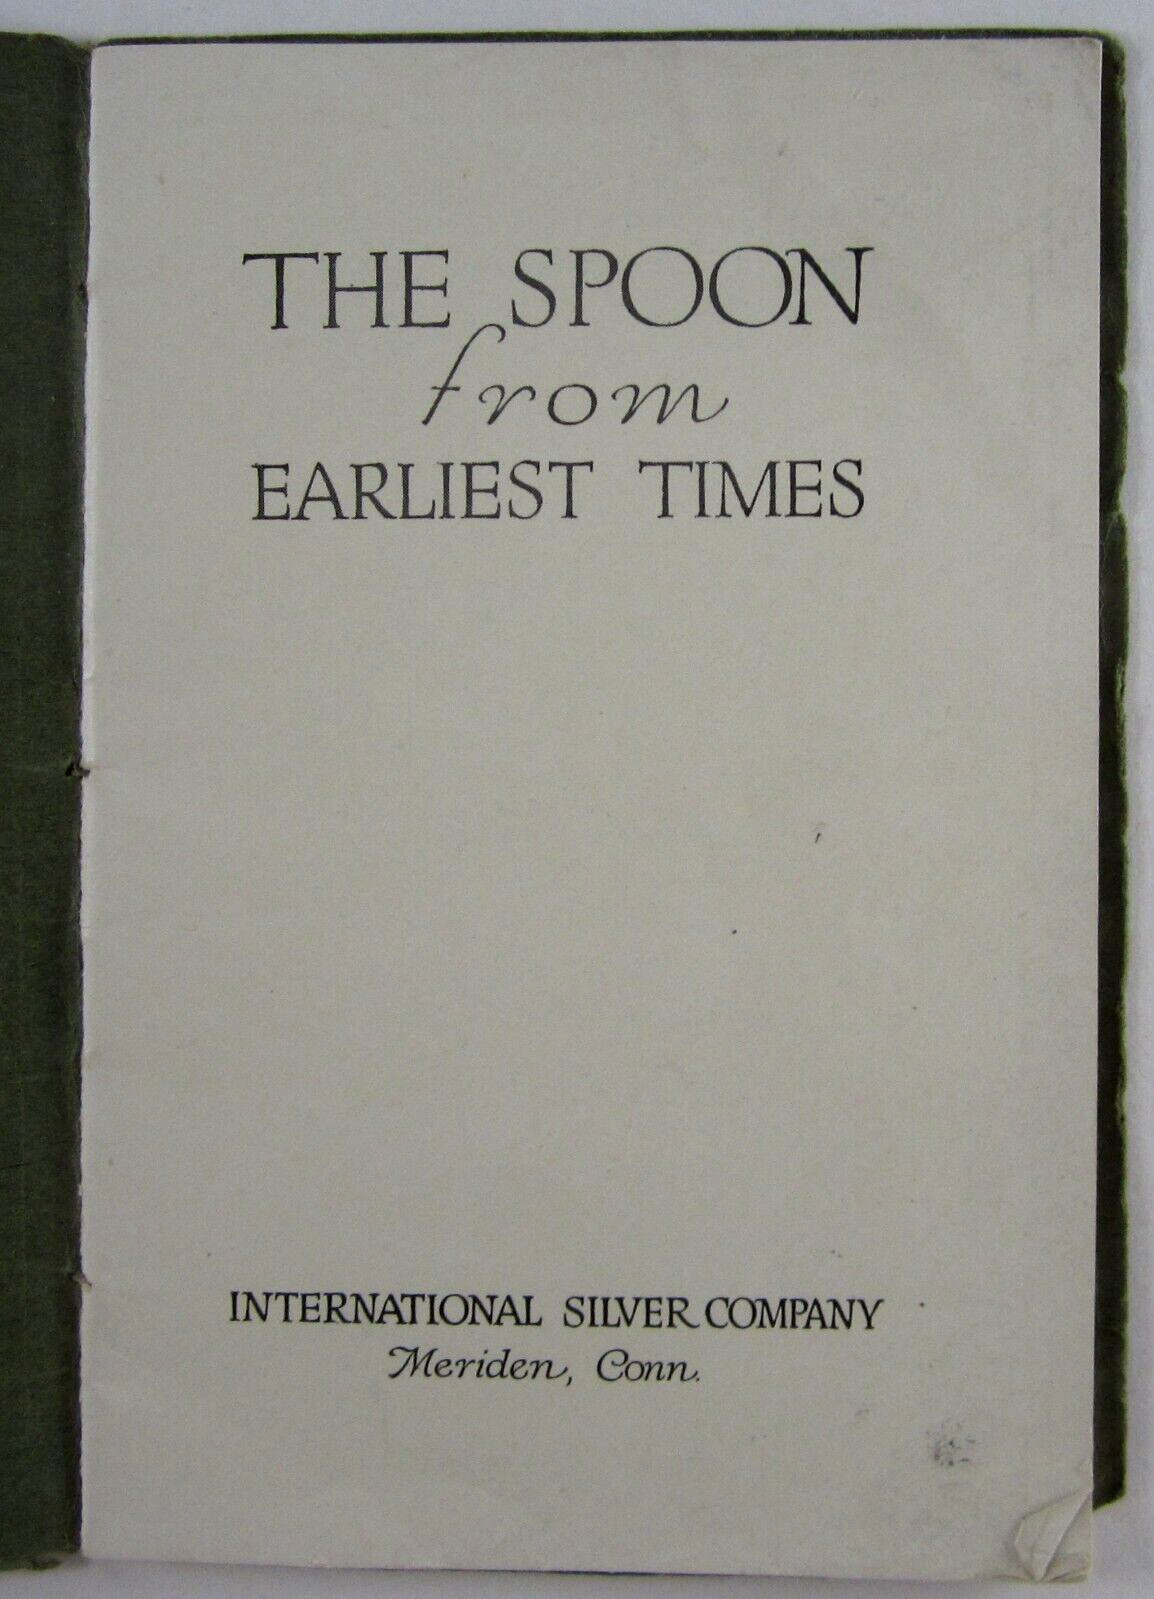 THE SPOON
from
EARLIEST TIMES
INTERNATIONAL SILVER COMPANY
Meriden, Conn.